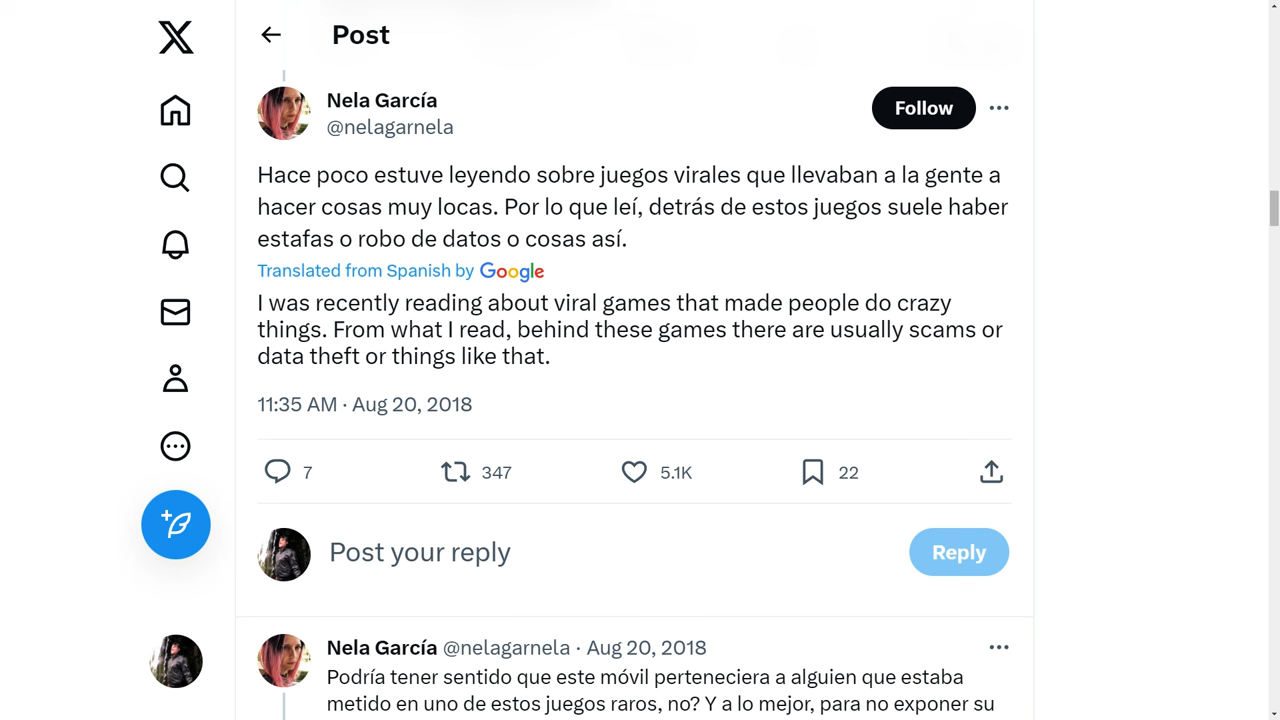 Post
Nela García
@nelagarnela
Follow
Hace poco estuve leyendo sobre juegos virales que llevaban a la gente a
hacer cosas muy locas. Por lo que leí, detrás de estos juegos suele haber
estafas o robo de datos o cosas así.
Translated from Spanish by Google
I was recently reading about viral games that made people do crazy
things. From what I read, behind these games there are usually scams or
data theft or things like that.
11:35 AM · Aug 20, 2018
7 347 5.1K 22
Post your reply
Reply
Nela García @nelagarnela · Aug 20, 2018
Podría tener sentido que este móvil perteneciera a alguien que estaba
metido en uno de estos juegos raros, no? Y a lo mejor, para no exponer su